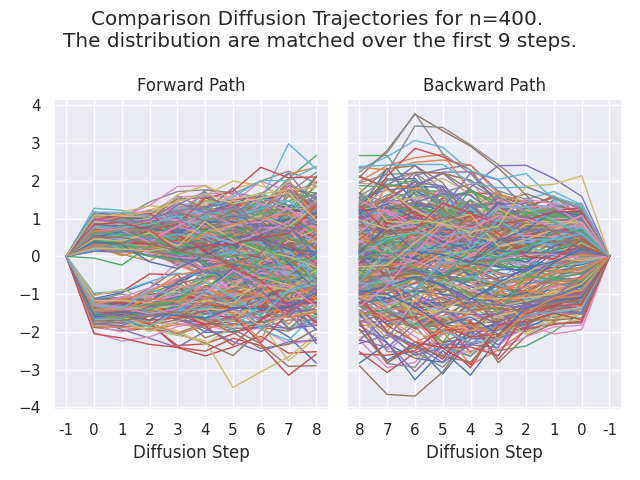 Comparison Diffusion Trajectories for n=400.
The distribution are matched over the first 9 steps.
Forward Path
Backward Path
4
3
2
1
0
−1
−2
−3
−4
-1 0 1 2 3 4 5 6 7 8
8 7 6 5 4 3 2 1 0 -1
Diffusion Step
Diffusion Step